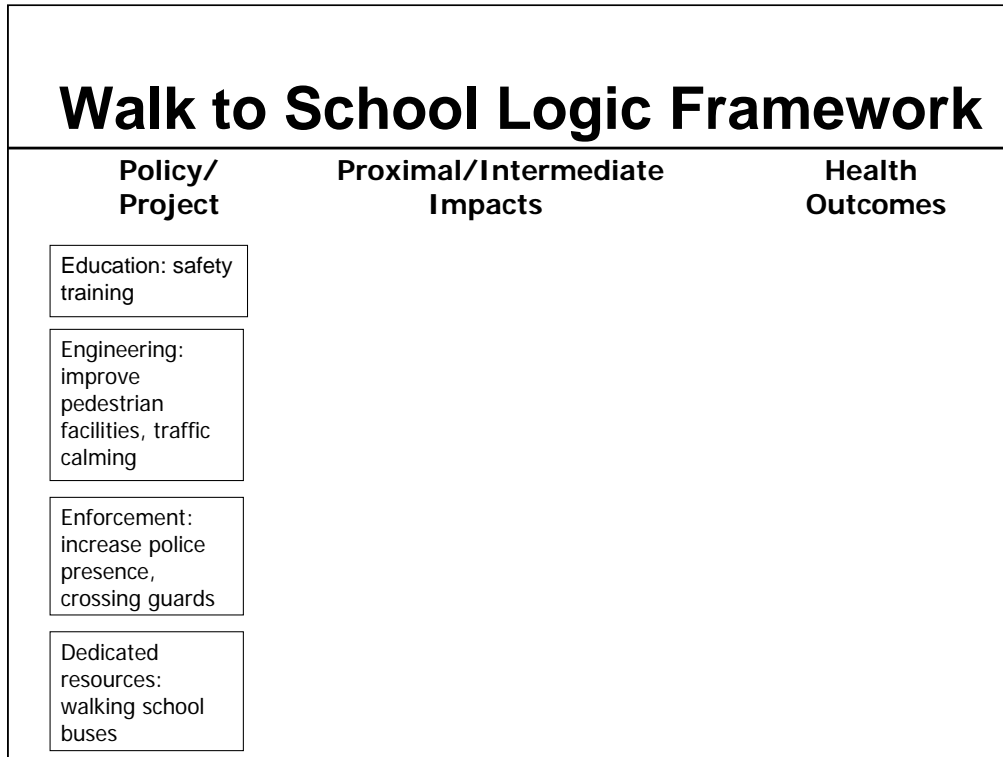 Walk to School Logic Framework
Policy/
Project
Proximal/Intermediate
Impacts
Health
Outcomes
Education: safety
training
Engineering:
improve
pedestrian
facilities, traffic
calming
Enforcement:
increase police
presence,
crossing guards
Dedicated
resources:
walking school
buses